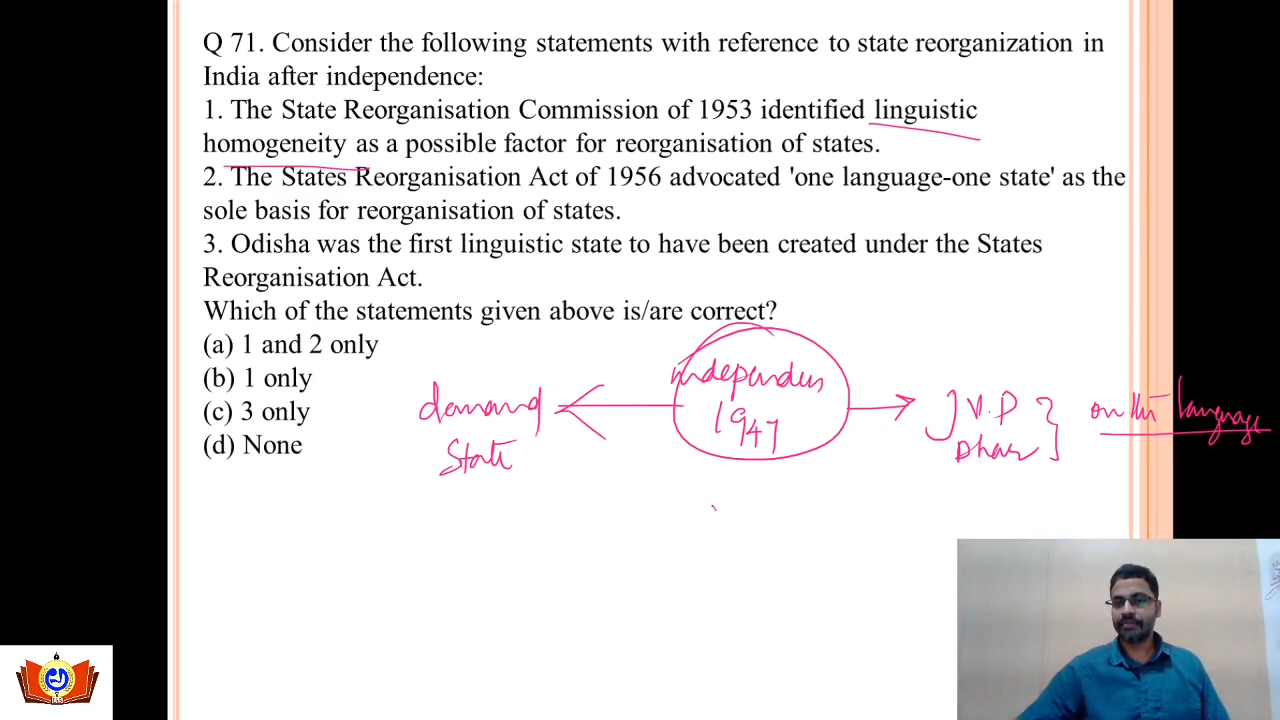 Q 71. Consider the following statements with reference to state reorganization in
India after independence:
1. The State Reorganisation Commission of 1953 identified linguistic
homogeneity as a possible factor for reorganisation of states.
2. The States Reorganisation Act of 1956 advocated 'one language-one state' as the
sole basis for reorganisation of states.
3. Odisha was the first linguistic state to have been created under the States
Reorganisation Act.
Which of the statements given above is/are correct?
(a) 1 and 2 only
(b) 1 only
(c) 3 only
(d) None
demand
State
1947
J.V.P
Dhar
language